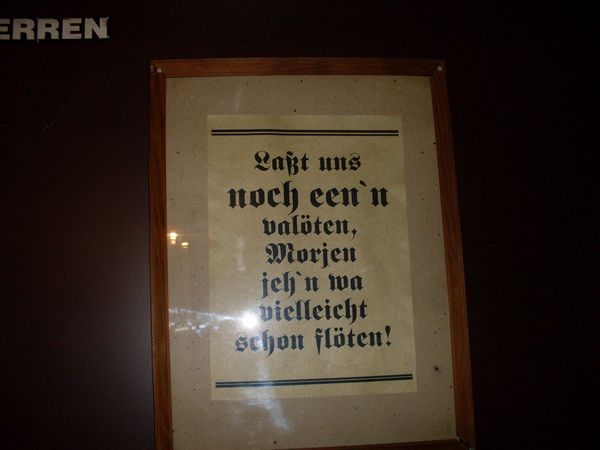 ERREN
Laßt uns
noch een`n
valöten,
Morjen
jeh`n wa
vielleicht
schon flöten!